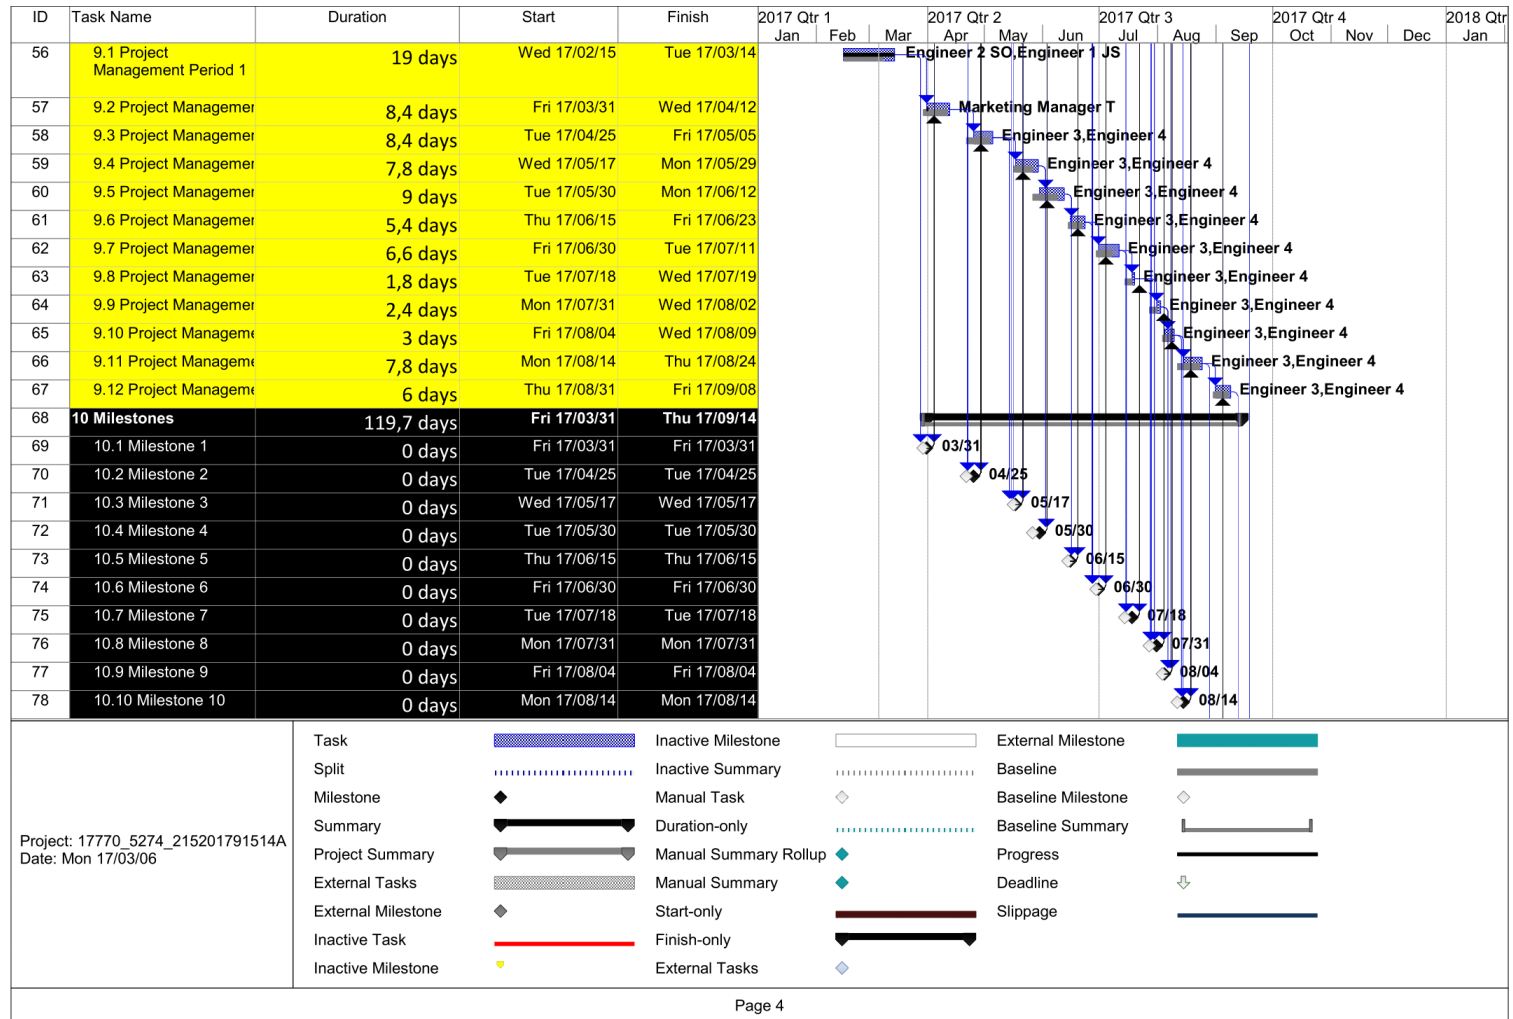 ID Task Name Duration Start Finish 2017 Qtr 1 2017 Qtr 2 2017 Qtr 3 2017 Qtr 4 2018 Qtr
Jan Feb Mar Apr May Jun Jul Aug Sep Oct Nov Dec Jan
56 9.1 Project Management Period 1 19 days Wed 17/02/15 Tue 17/03/14 Engineer 2 SO,Engineer 1 JS
57 9.2 Project Managemen 8,4 days Fri 17/03/31 Wed 17/04/12 Marketing Manager T
58 9.3 Project Managemen 8,4 days Tue 17/04/25 Fri 17/05/05 Engineer 3,Engineer 4
59 9.4 Project Managemen 7,8 days Wed 17/05/17 Mon 17/05/29 Engineer 3,Engineer 4
60 9.5 Project Managemen 9 days Tue 17/05/30 Mon 17/06/12 Engineer 3,Engineer 4
61 9.6 Project Managemen 5,4 days Thu 17/06/15 Fri 17/06/23 Engineer 3,Engineer 4
62 9.7 Project Managemen 6,6 days Fri 17/06/30 Tue 17/07/11 Engineer 3,Engineer 4
63 9.8 Project Managemen 1,8 days Tue 17/07/18 Wed 17/07/19 Engineer 3,Engineer 4
64 9.9 Project Managemen 2,4 days Mon 17/07/31 Wed 17/08/02 Engineer 3,Engineer 4
65 9.10 Project Manageme 3 days Fri 17/08/04 Wed 17/08/09 Engineer 3,Engineer 4
66 9.11 Project Manageme 7,8 days Mon 17/08/14 Thu 17/08/24 Engineer 3,Engineer 4
67 9.12 Project Manageme 6 days Thu 17/08/31 Fri 17/09/08 Engineer 3,Engineer 4
68 10 Milestones 119,7 days Fri 17/03/31 Thu 17/09/14
69 10.1 Milestone 1 0 days Fri 17/03/31 Fri 17/03/31 03/31
70 10.2 Milestone 2 0 days Tue 17/04/25 Tue 17/04/25 04/25
71 10.3 Milestone 3 0 days Wed 17/05/17 Wed 17/05/17 05/17
72 10.4 Milestone 4 0 days Tue 17/05/30 Tue 17/05/30 05/30
73 10.5 Milestone 5 0 days Thu 17/06/15 Thu 17/06/15 06/15
74 10.6 Milestone 6 0 days Fri 17/06/30 Fri 17/06/30 06/30
75 10.7 Milestone 7 0 days Tue 17/07/18 Tue 17/07/18 07/18
76 10.8 Milestone 8 0 days Mon 17/07/31 Mon 17/07/31 07/31
77 10.9 Milestone 9 0 days Fri 17/08/04 Fri 17/08/04 08/04
78 10.10 Milestone 10 0 days Mon 17/08/14 Mon 17/08/14 08/14
Project: 17770_5274_215201791514A
Date: Mon 17/03/06
Task
Split
Milestone
Summary
Project Summary
External Tasks
External Milestone
Inactive Task
Inactive Milestone
Inactive Milestone
Inactive Summary
Manual Task
Duration-only
Manual Summary Rollup
Manual Summary
Start-only
Finish-only
External Tasks
External Milestone
Baseline
Baseline Milestone
Baseline Summary
Progress
Deadline
Slippage
Page 4